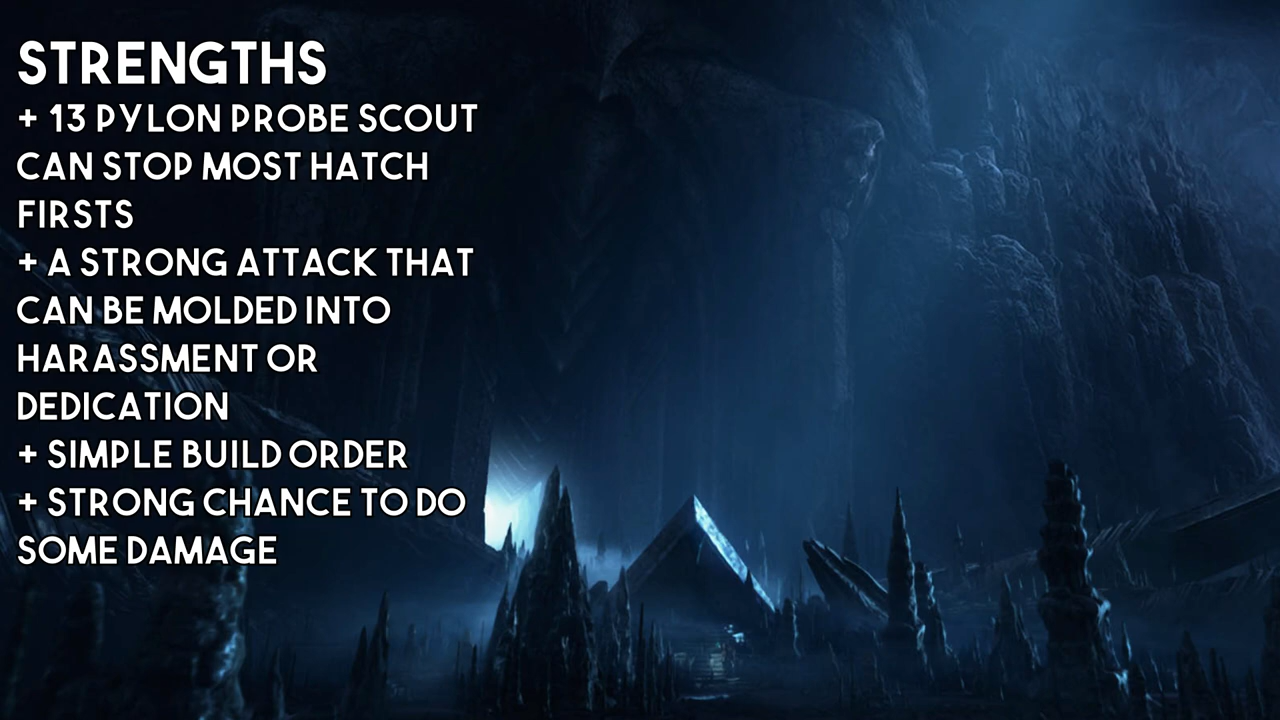 STRENGTHS
+ 13 PYLON PROBE SCOUT
CAN STOP MOST HATCH
FIRSTS
+ A STRONG ATTACK THAT
CAN BE MOLDED INTO
HARASSMENT OR
DEDICATION
+ SIMPLE BUILD ORDER
+ STRONG CHANCE TO DO
SOME DAMAGE